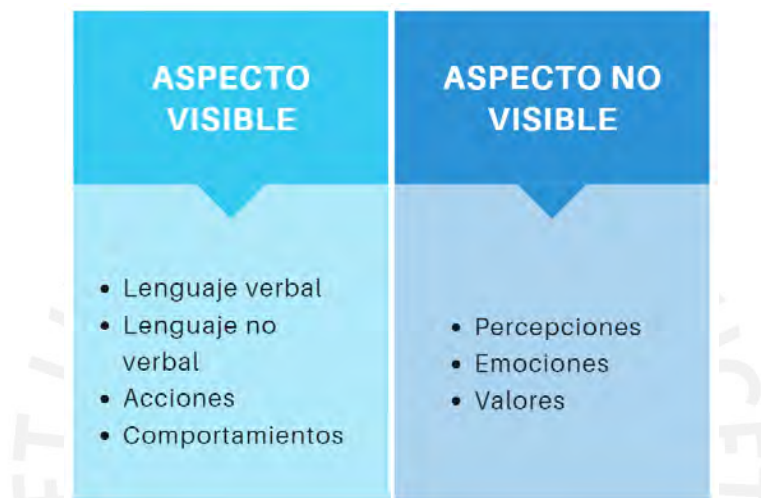 ASPECTO
VISIBLE
• Lenguaje verbal
• Lenguaje no
verbal
• Acciones
• Comportamientos
ASPECTO NO
VISIBLE
• Percepciones
• Emociones
• Valores